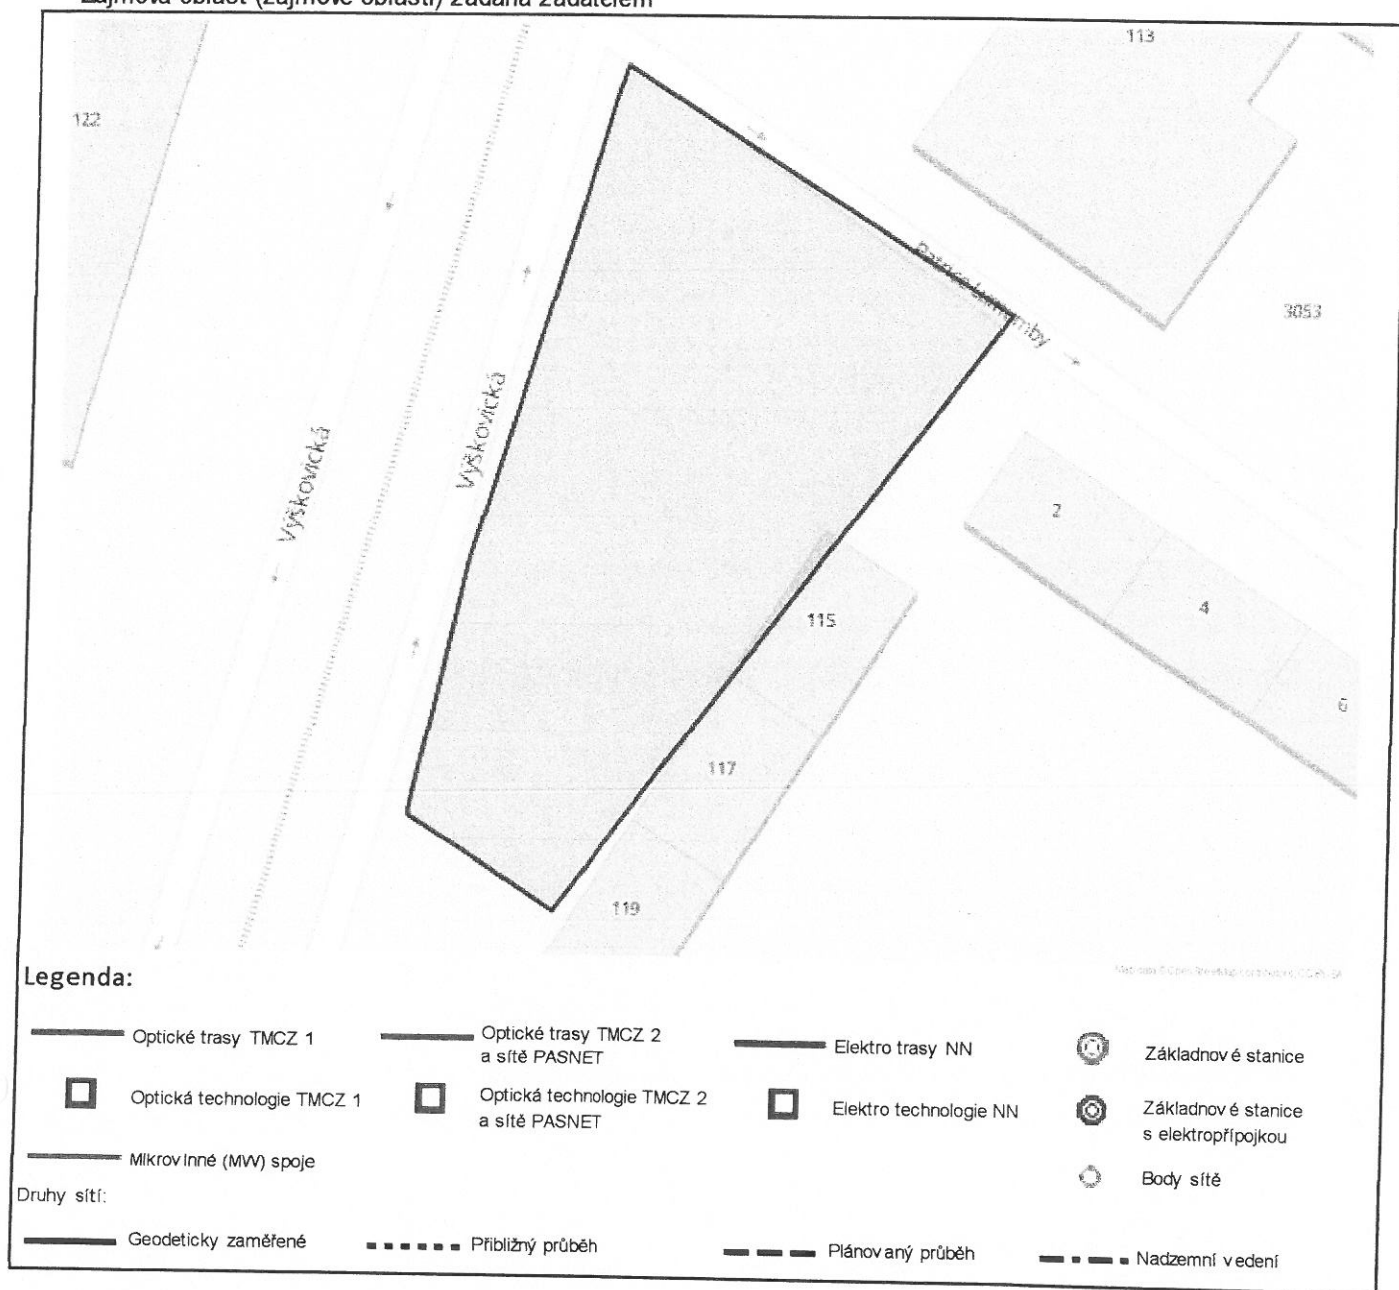 Zájmová oblast (zájmové oblasti) zadaná žadatelem
113
122
3053
Výškovická
Výškovická
2
4
6
115
117
119
Legenda:
Optické trasy TMCZ 1
Optické trasy TMCZ 2
a sítě PASNET
Elektro trasy NN
Základnové stanice
Optická technologie TMCZ 1
Optická technologie TMCZ 2
a sítě PASNET
Elektro technologie NN
Základnové stanice
s elektropřípojkou
Mikrovlnné (MW) spoje
Body sítě
Druhy sítí:
Geodeticky zaměřené
Přibližný průběh
Plánovaný průběh
Nadzemní vedení